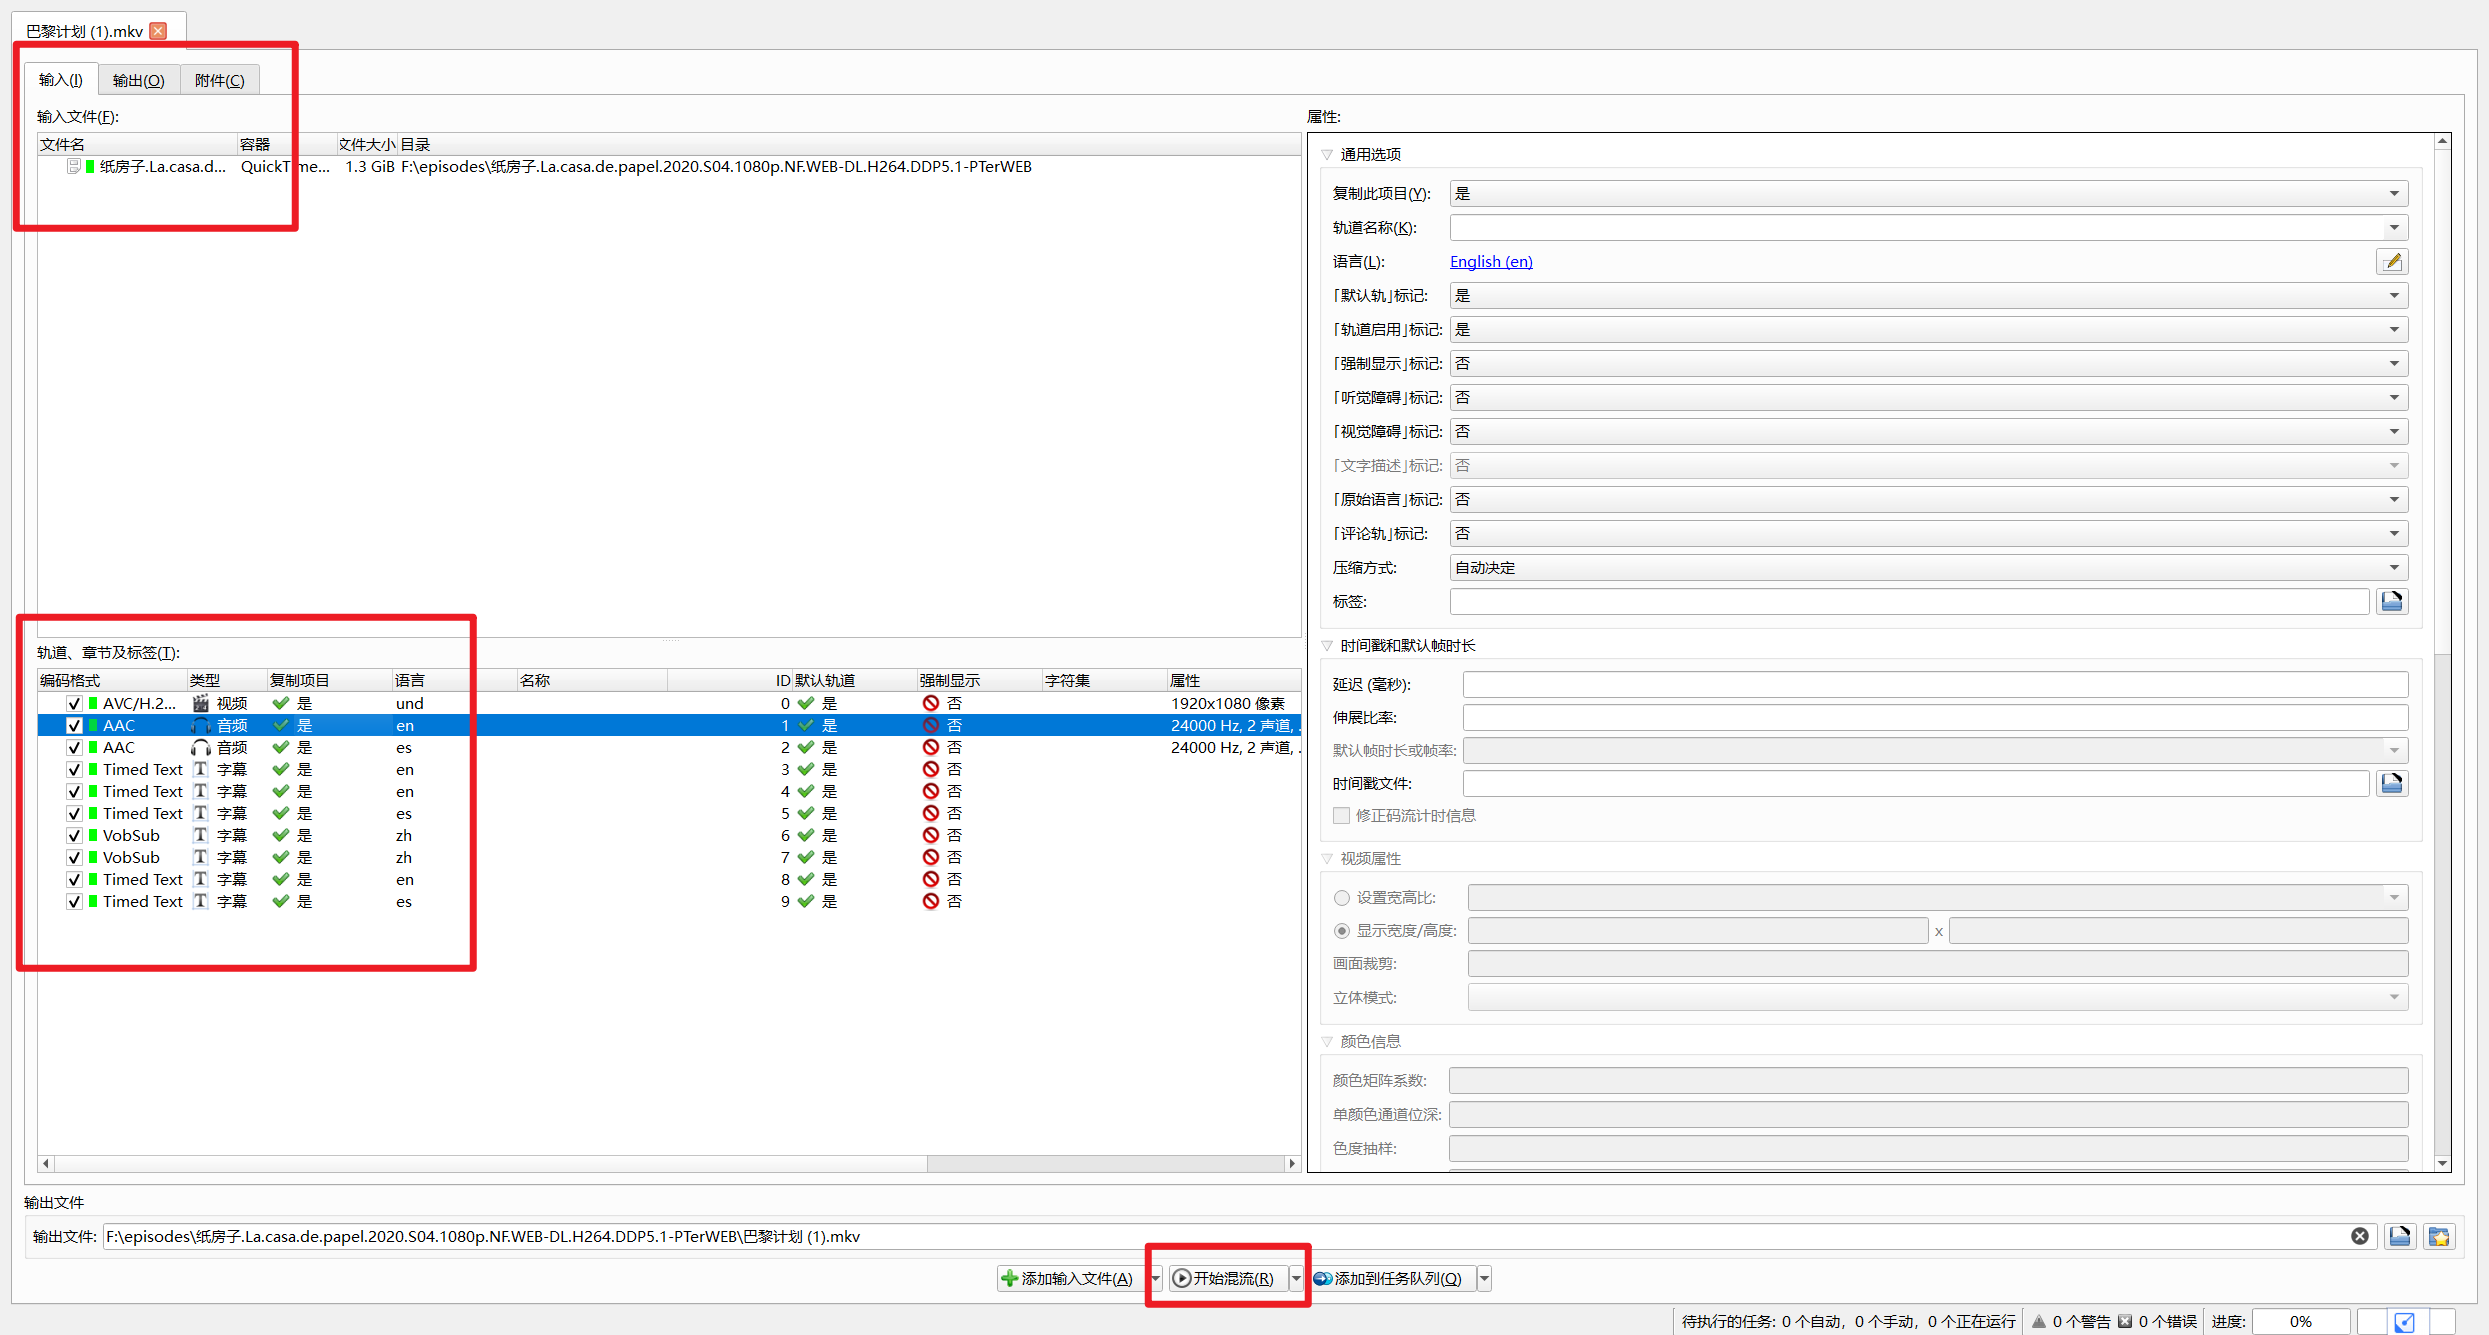 巴黎计划 (1).mkv
输入(I) 输出(O) 附件(C)
输入文件(F):
文件名 容器 文件大小 目录
纸房子.La.casa.d... QuickTime... 1.3 GiB F:\episodes\纸房子.La.casa.de.papel.2020.S04.1080p.NF.WEB-DL.H264.DDP5.1-PTerWEB
轨道、章节及标签(T):
编码格式 类型 复制项目 语言 名称 ID 默认轨道 强制显示 字符集 属性
AVC/H.2... 视频 是 und 0 是 否 1920x1080 像素
AAC 音频 是 en 1 是 否 24000 Hz, 2 声道, .
AAC 音频 是 es 2 是 否 24000 Hz, 2 声道, .
Timed Text 字幕 是 en 3 是 否
Timed Text 字幕 是 en 4 是 否
Timed Text 字幕 是 es 5 是 否
VobSub 字幕 是 zh 6 是 否
VobSub 字幕 是 zh 7 是 否
Timed Text 字幕 是 en 8 是 否
Timed Text 字幕 是 es 9 是 否
属性:
通用选项
复制此项目(Y): 是
轨道名称(K):
语言(L): English (en)
「默认轨」标记: 是
「轨道启用」标记: 是
「强制显示」标记: 否
「听觉障碍」标记: 否
「视觉障碍」标记: 否
「文字描述」标记: 否
「原始语言」标记: 否
「评论轨」标记: 否
压缩方式: 自动决定
标签:
时间戳和默认帧时长
延迟 (毫秒):
伸展比率:
默认帧时长或帧率:
时间戳文件:
修正码流计时信息
视频属性
设置宽高比:
显示宽度/高度: x
画面裁剪:
立体模式:
颜色信息
颜色矩阵系数:
单颜色通道位深:
色度抽样:
输出文件
输出文件: F:\episodes\纸房子.La.casa.de.papel.2020.S04.1080p.NF.WEB-DL.H264.DDP5.1-PTerWEB\巴黎计划 (1).mkv
添加输入文件(A) 开始混流(R) 添加到任务队列(Q)
待执行的任务: 0 个自动, 0 个手动, 0 个正在运行 0 个警告 0 个错误 进度: 0%